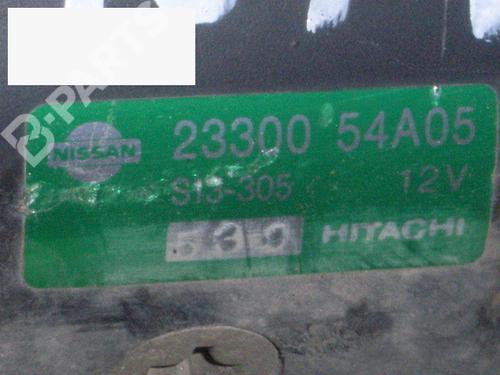 B-PARTS
NISSAN 23300 54A05
S13-305 12V
530 HITACHI